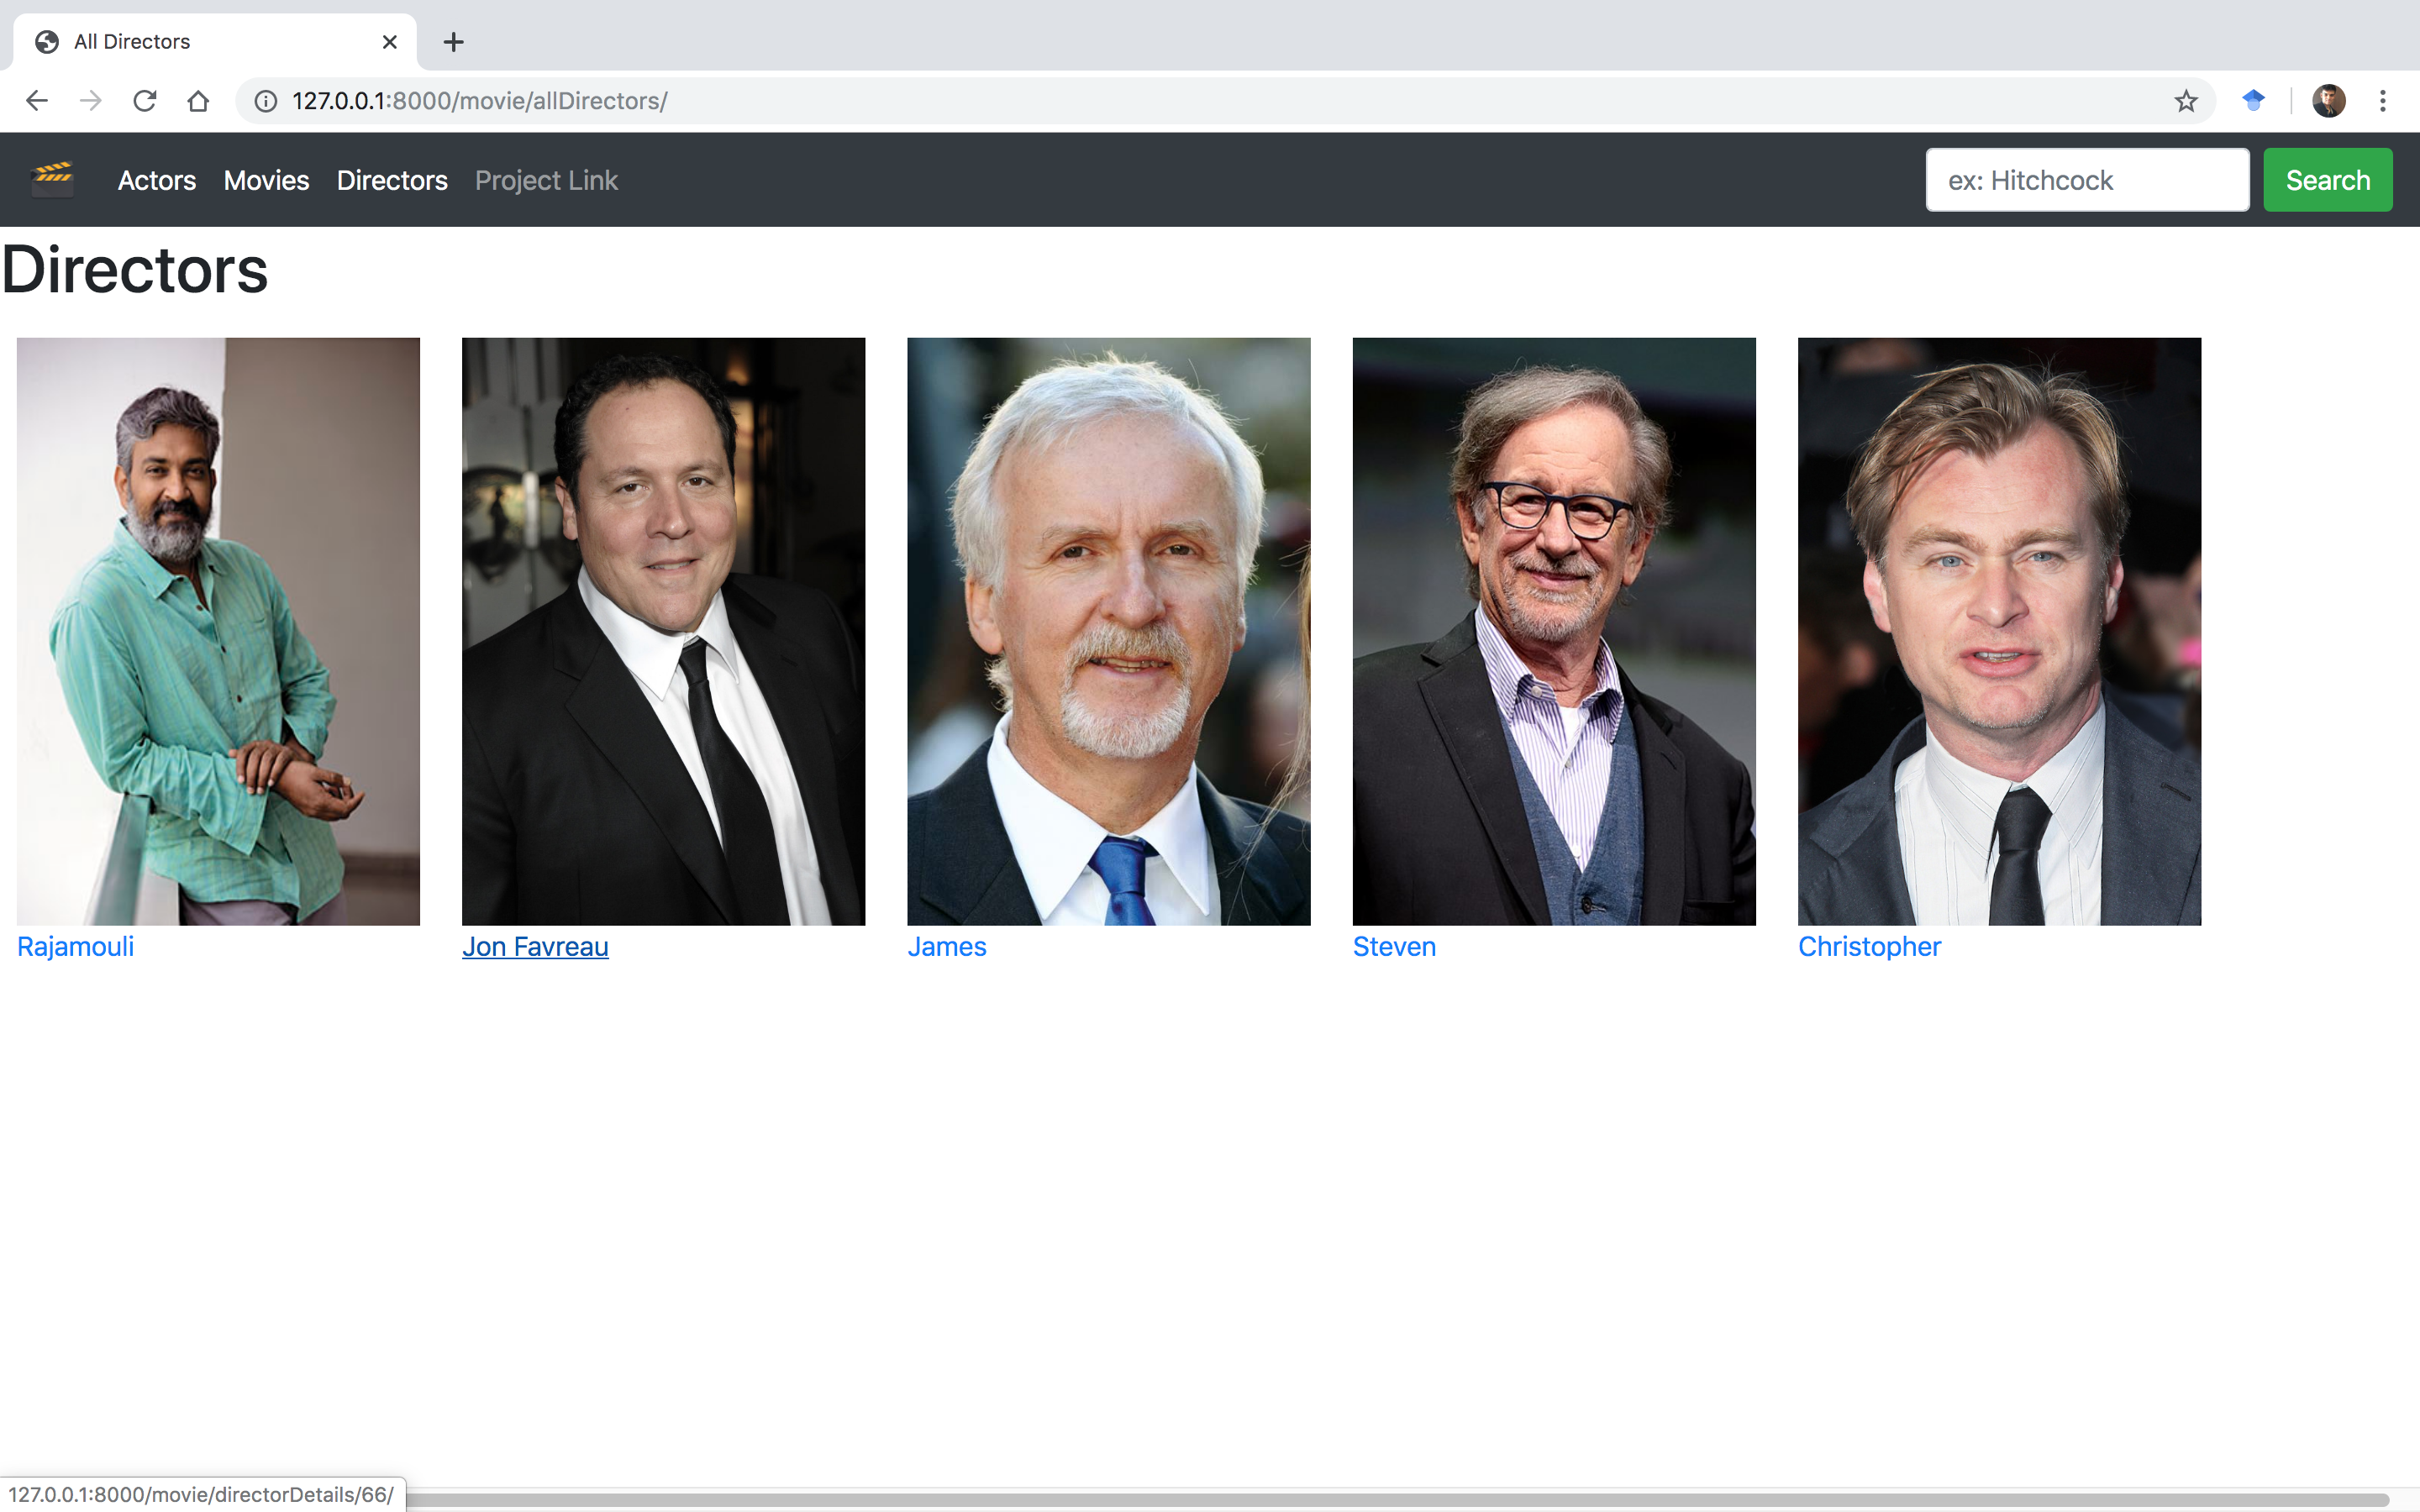 All Directors
127.0.0.1:8000/movie/allDirectors/
Actors Movies Directors Project Link ex: Hitchcock Search
Directors
Rajamouli Jon Favreau James Steven Christopher
127.0.0.1:8000/movie/directorDetails/66/